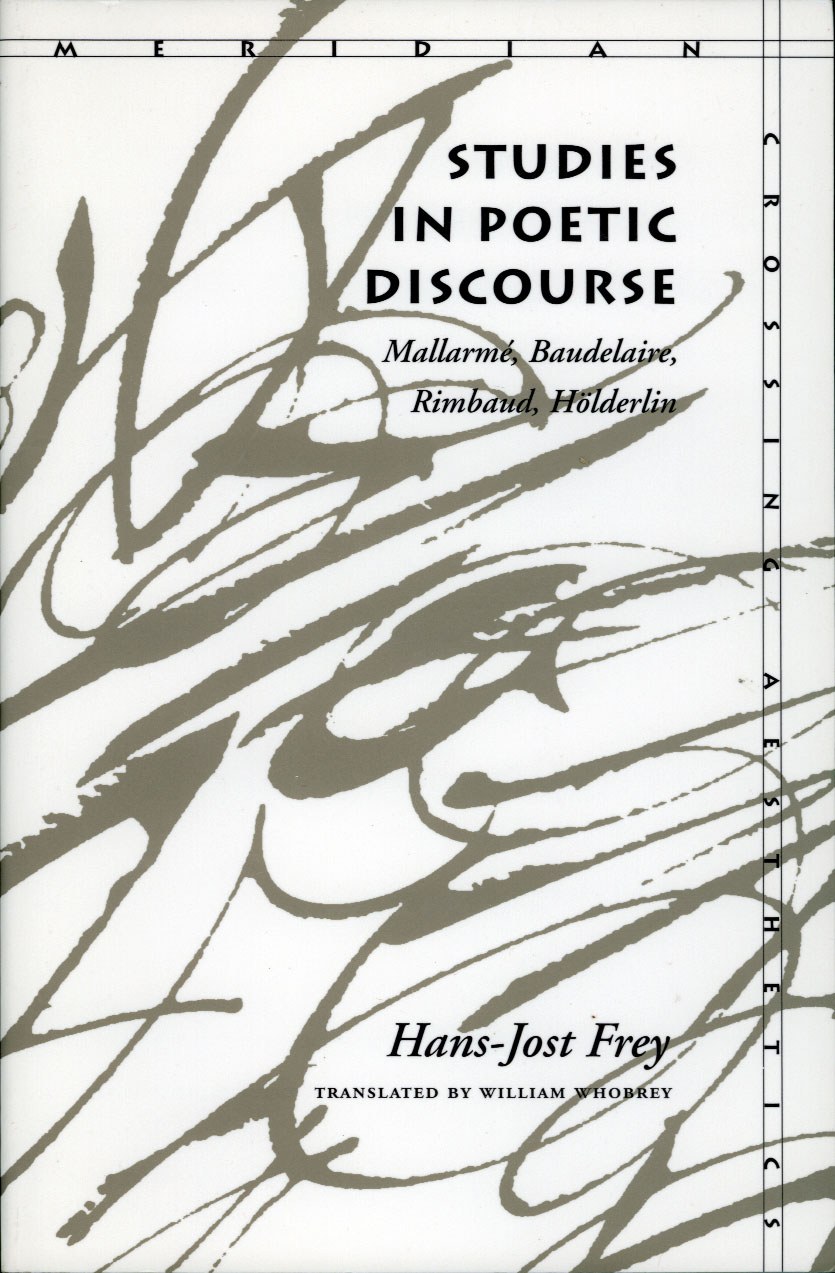 MERIDIAN
CROSSING AESTHETICS
STUDIES
IN POETIC
DISCOURSE
Mallarmé, Baudelaire,
Rimbaud, Hölderlin
Hans-Jost Frey
TRANSLATED BY WILLIAM WHOBREY